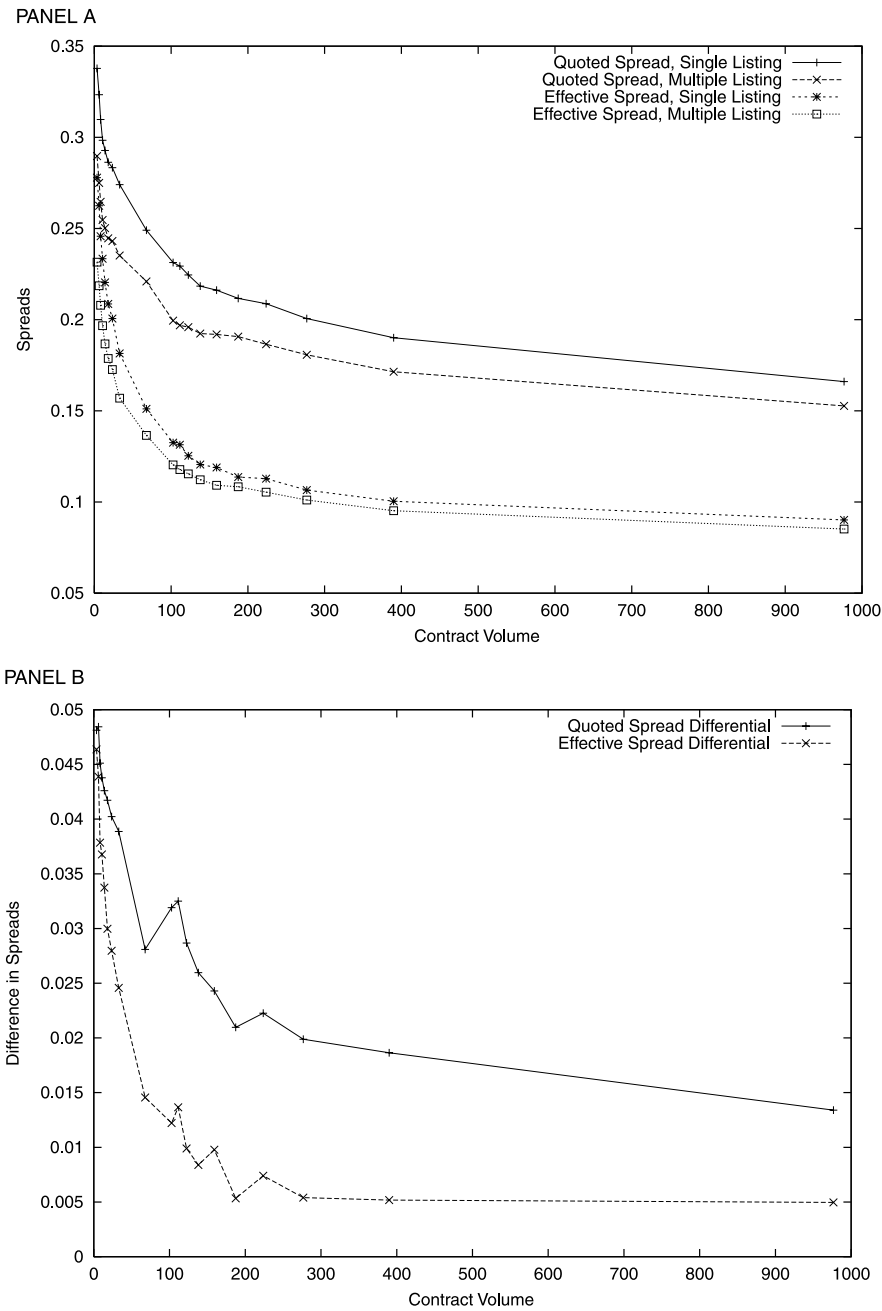 PANEL A
0.35
0.3
0.25
0.2
0.15
0.1
0.05
Spreads
Quoted Spread, Single Listing
Quoted Spread, Multiple Listing
Effective Spread, Single Listing
Effective Spread, Multiple Listing
0 100 200 300 400 500 600 700 800 900 1000
Contract Volume
PANEL B
0.05
0.045
0.04
0.035
0.03
0.025
0.02
0.015
0.01
0.005
0
Difference in Spreads
Quoted Spread Differential
Effective Spread Differential
0 100 200 300 400 500 600 700 800 900 1000
Contract Volume